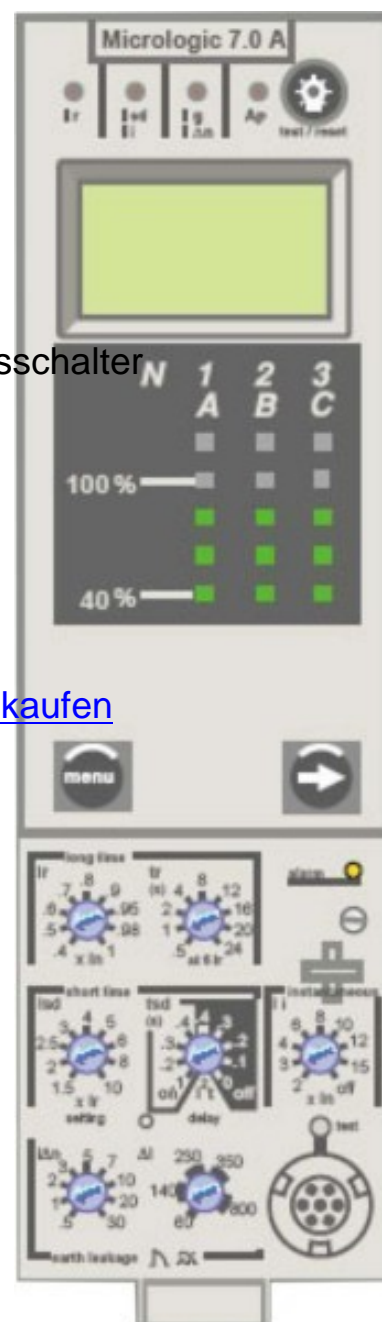 Micrologic 7.0 A
Ir
Isd
Ii
Ig
I∆n
Ap
test / reset
sschalter
N 1 2 3
A B C
100 %
40 %
kaufen
menu
long time
alarm
Ir
.4 .5 .6 .7 .8 .9 .95 .98 1
x In
tr
(s)
.5 1 2 4 8 12 16 20 24
at 6 Ir
short time
instantaneous
Isd
1.5 2 2.5 3 4 5 6 8 10
x Ir
setting
tsd
(s)
.1 .2 .3 .4 .4 .3 .2 .1 0
on I²t off
delay
Ii
2 3 4 6 8 10 12 15 off
x In
test
I∆n
.5 1 2 3 5 7 10 20 30
∆t
60 140 230 350 800
earth leakage